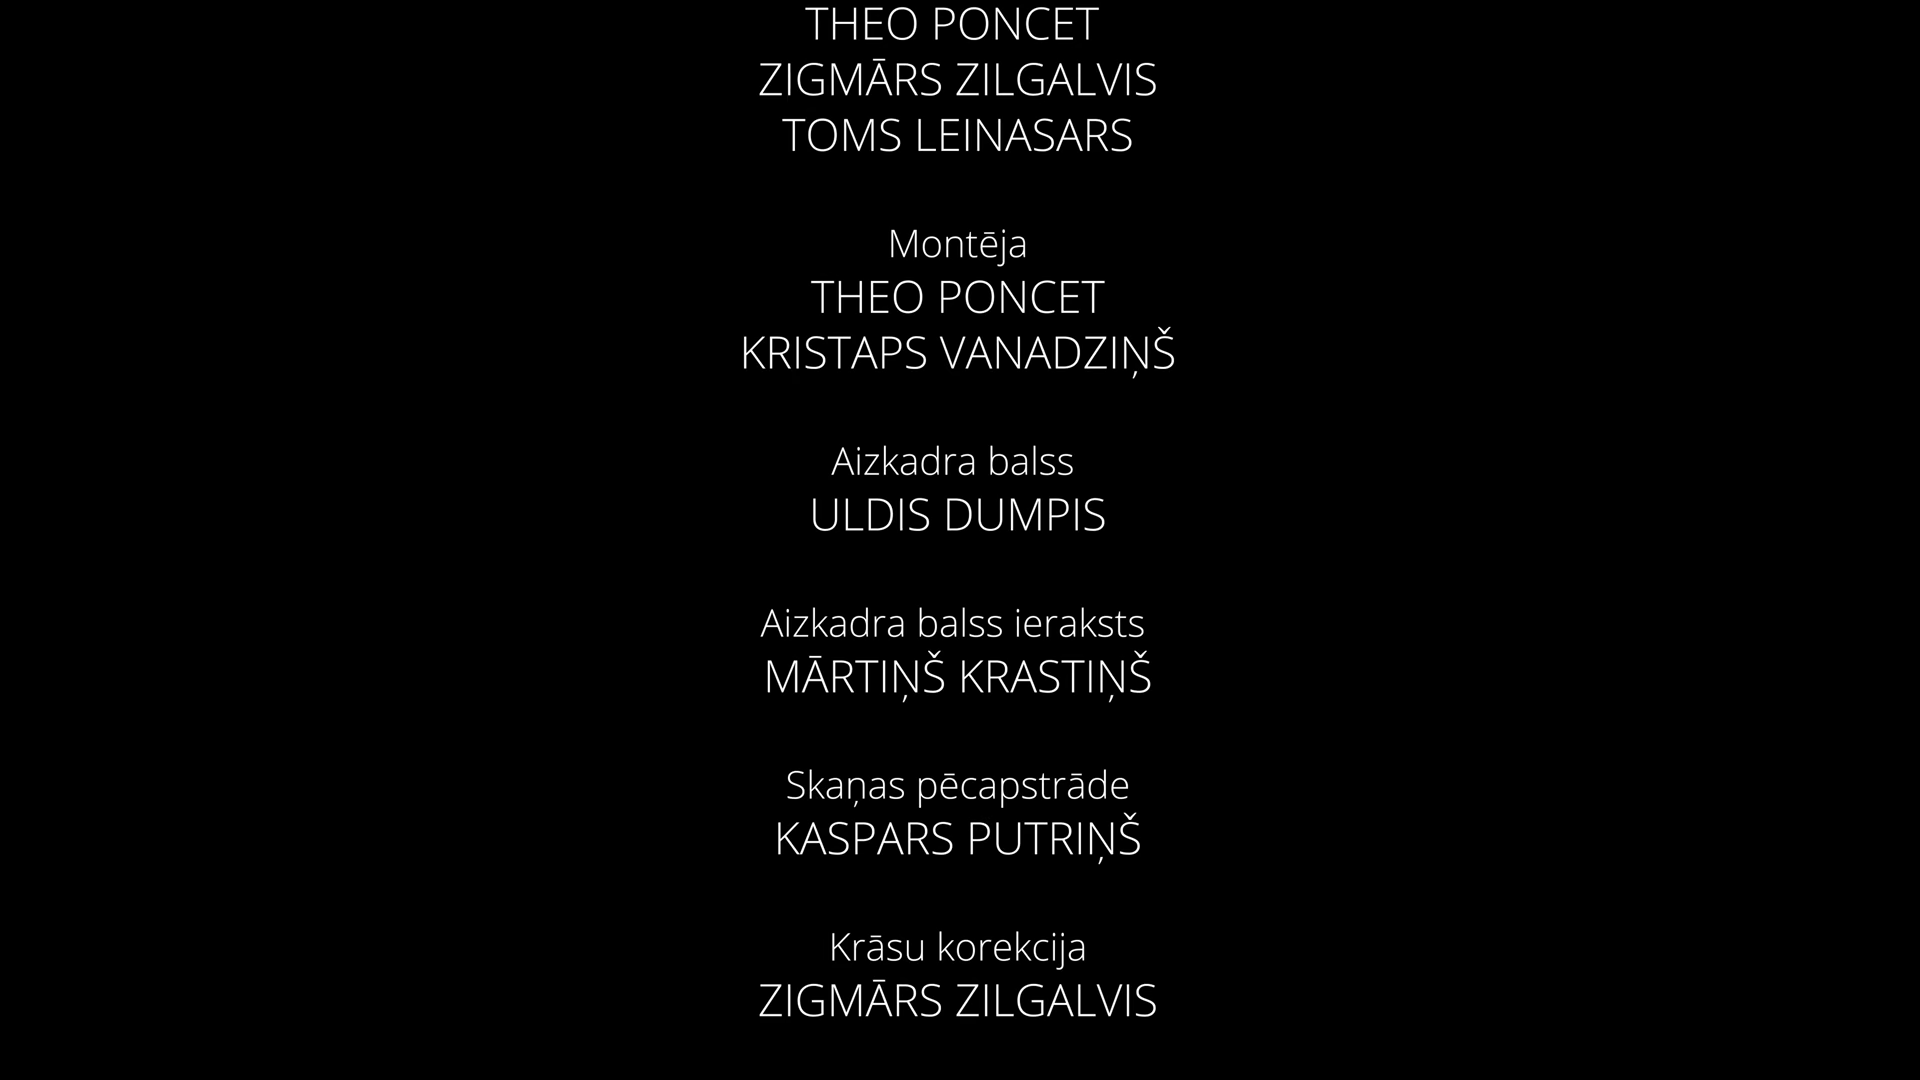 THEO PONCET
ZIGMĀRS ZILGALVIS
TOMS LEINASARS
Montēja
THEO PONCET
KRISTAPS VANADZIŅŠ
Aizkadra balss
ULDIS DUMPIS
Aizkadra balss ieraksts
MĀRTIŅŠ KRASTIŅŠ
Skaņas pēcapstrāde
KASPARS PUTRIŅŠ
Krāsu korekcija
ZIGMĀRS ZILGALVIS